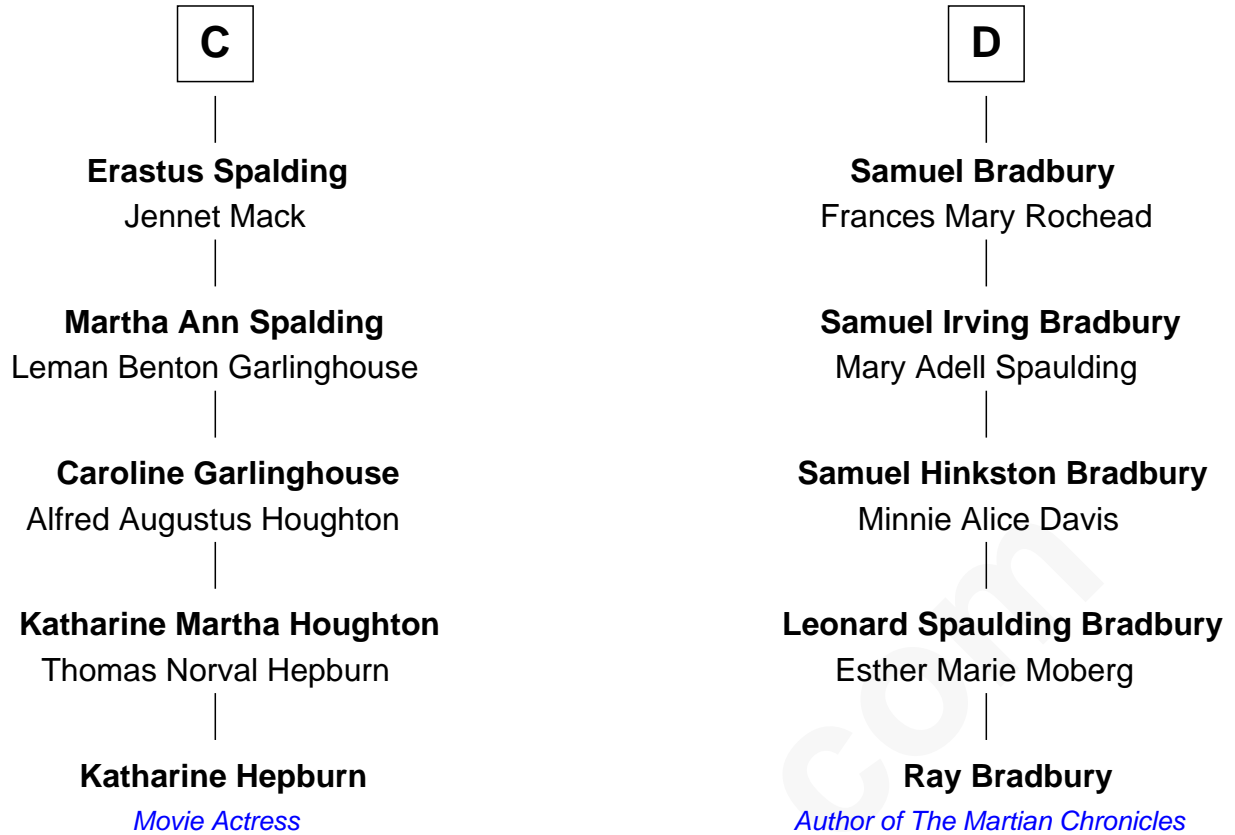 C
Erastus Spalding
Jennet Mack
Martha Ann Spalding
Leman Benton Garlinghouse
Caroline Garlinghouse
Alfred Augustus Houghton
Katharine Martha Houghton
Thomas Norval Hepburn
Katharine Hepburn
Movie Actress
D
Samuel Bradbury
Frances Mary Rochead
Samuel Irving Bradbury
Mary Adell Spaulding
Samuel Hinkston Bradbury
Minnie Alice Davis
Leonard Spaulding Bradbury
Esther Marie Moberg
Ray Bradbury
Author of The Martian Chronicles
com